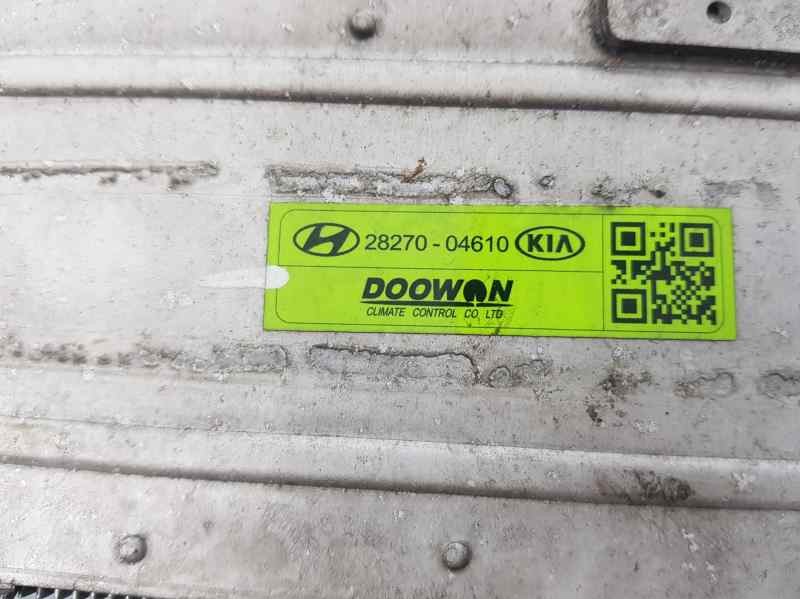 28270-04610 KIA
DOOWON
CLIMATE CONTROL CO., LTD.